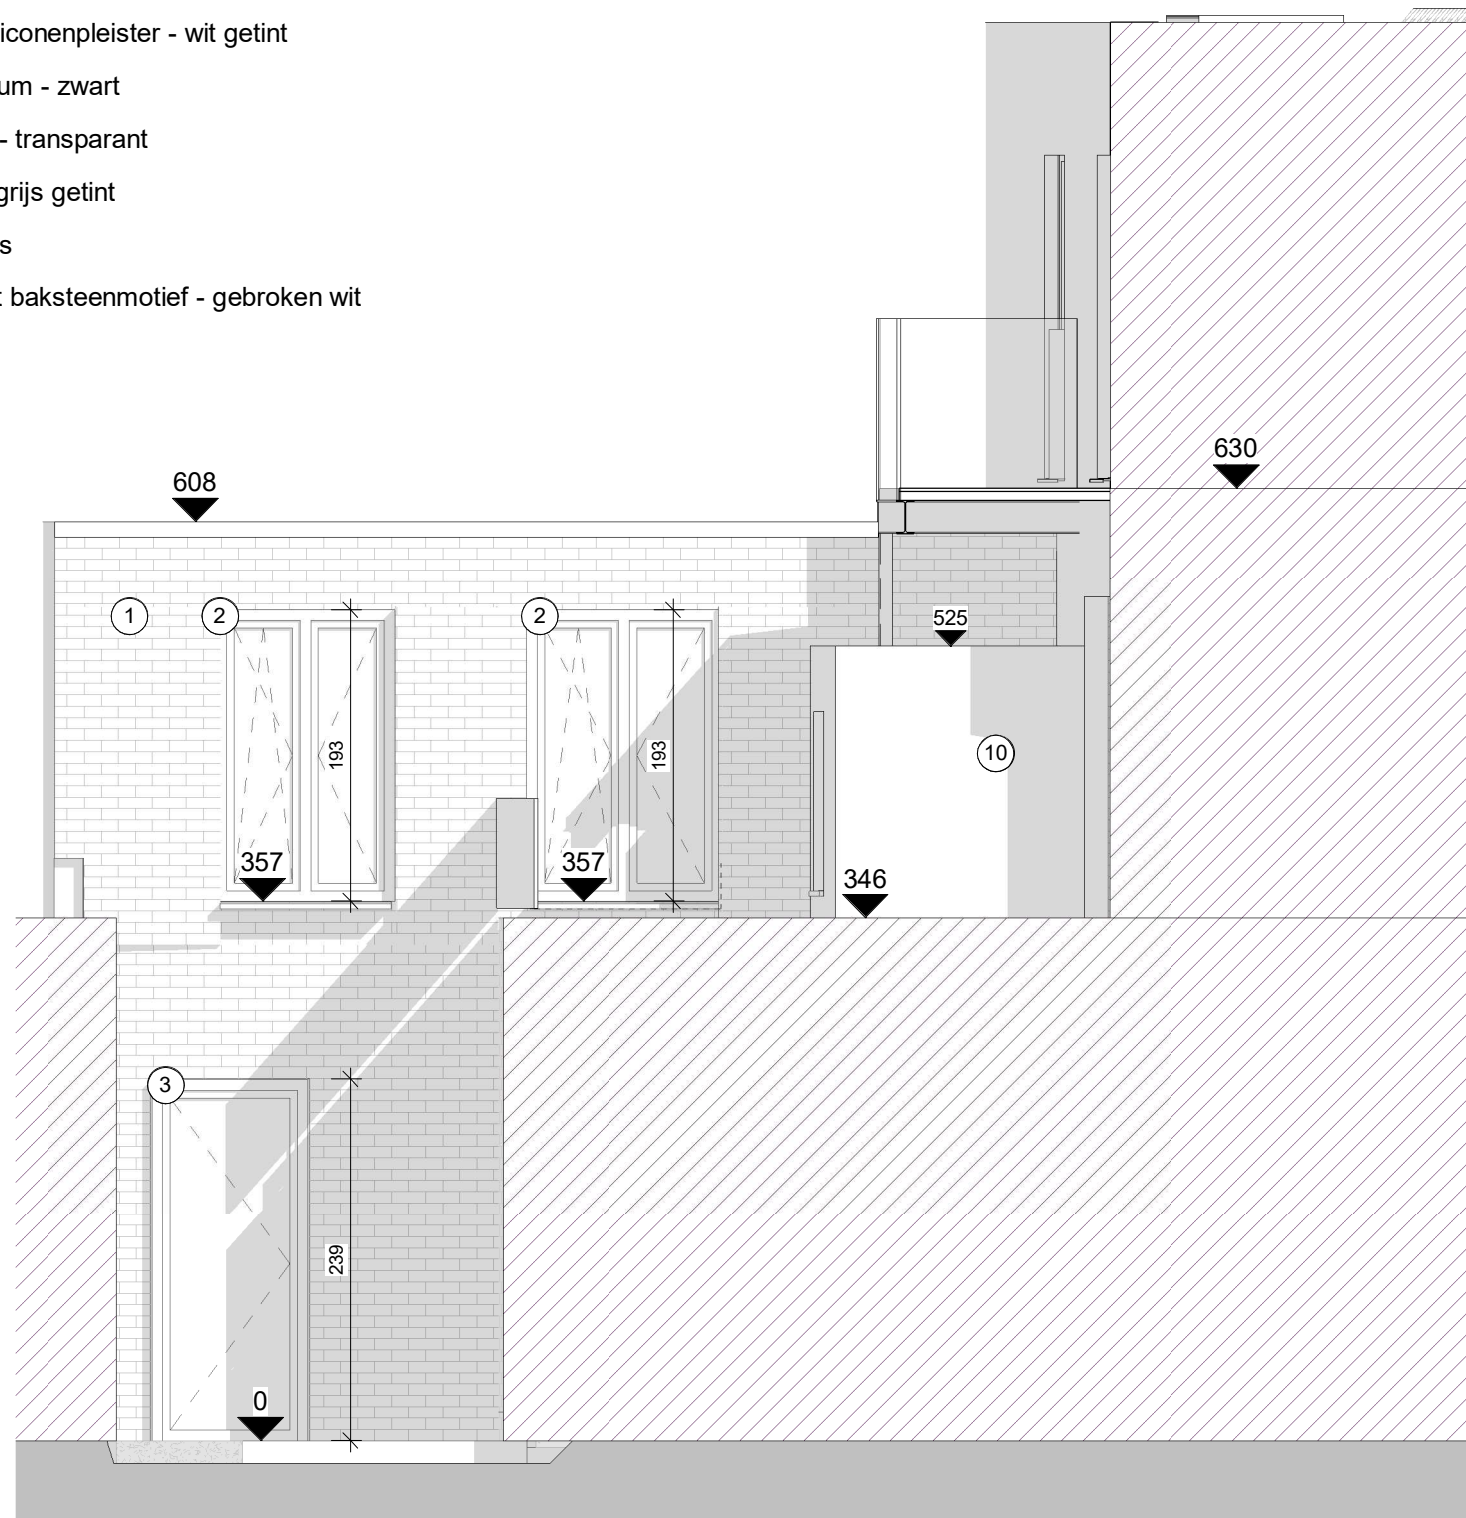 iconenpleister - wit getint
um - zwart
- transparant
grijs getint
s
t baksteenmotief - gebroken wit
630
608
1
2
2
525
193
193
10
357
357
346
3
239
0